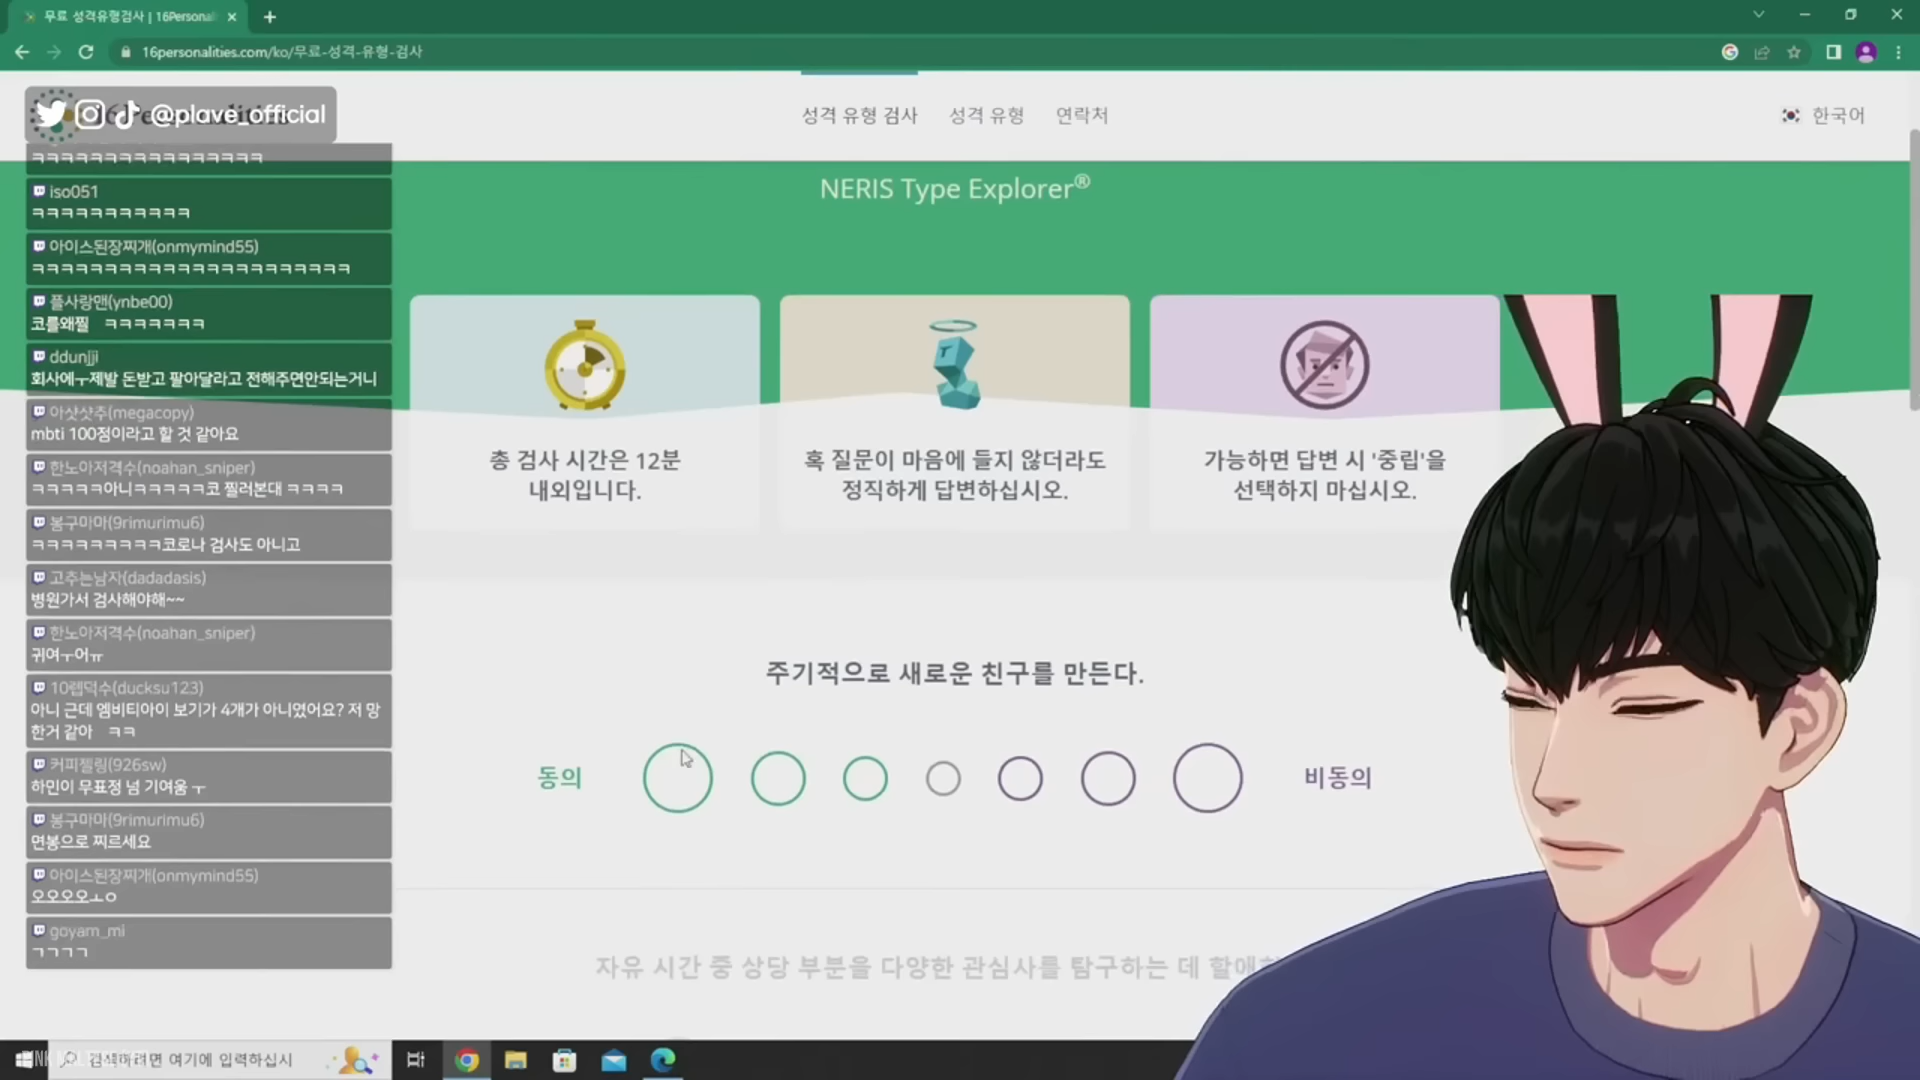 무료 성격유형검사 | 16Personal
16personalities.com/ko/무료-성격-유형-검사
@plave_official
성격 유형 검사
성격 유형
연락처
한국어
NERIS Type Explorer®
총 검사 시간은 12분
내외입니다.
혹 질문이 마음에 들지 않더라도
정직하게 답변하십시오.
가능하면 답변 시 '중립'을
선택하지 마십시오.
주기적으로 새로운 친구를 만든다.
동의
비동의
자유 시간 중 상당 부분을 다양한 관심사를 탐구하는 데 할애
ㅋㅋㅋㅋㅋㅋㅋㅋㅋㅋㅋㅋㅋㅋㅋㅋ
iso051
ㅋㅋㅋㅋㅋㅋㅋㅋㅋㅋㅋ
아이스된장찌개(onmymind55)
ㅋㅋㅋㅋㅋㅋㅋㅋㅋㅋㅋㅋㅋㅋㅋㅋㅋㅋㅋㅋㅋㅋ
플사랑맨(ynbe00)
코를왜찔 ㅋㅋㅋㅋㅋㅋㅋ
ddunjji
회사에ㅜ제발 돈받고 팔아달라고 전해주면안되는거니
아샷샷추(megacopy)
mbti 100점이라고 할 것 같아요
한노아저격수(noahan_sniper)
ㅋㅋㅋㅋㅋ아니ㅋㅋㅋㅋㅋ코 찔러본대 ㅋㅋㅋㅋ
봉구마마(9rimurimu6)
ㅋㅋㅋㅋㅋㅋㅋㅋㅋ코로나 검사도 아니고
고추는남자(dadadasis)
병원가서 검사해야해~~
한노아저격수(noahan_sniper)
귀여ㅜ어ㅠ
10렙덕수(ducksu123)
아니 근데 엠비티아이 보기가 4개가 아니였어요? 저 망
한거 같아 ㅋㅋ
커피젤링(926sw)
하민이 무표정 넘 기여움 ㅜ
봉구마마(9rimurimu6)
면봉으로 찌르세요
아이스된장찌개(onmymind55)
오오오오ㅗㅇ
goyam_mi
ㄱㄱㄱㄱ
검색하려면 여기에 입력하십시